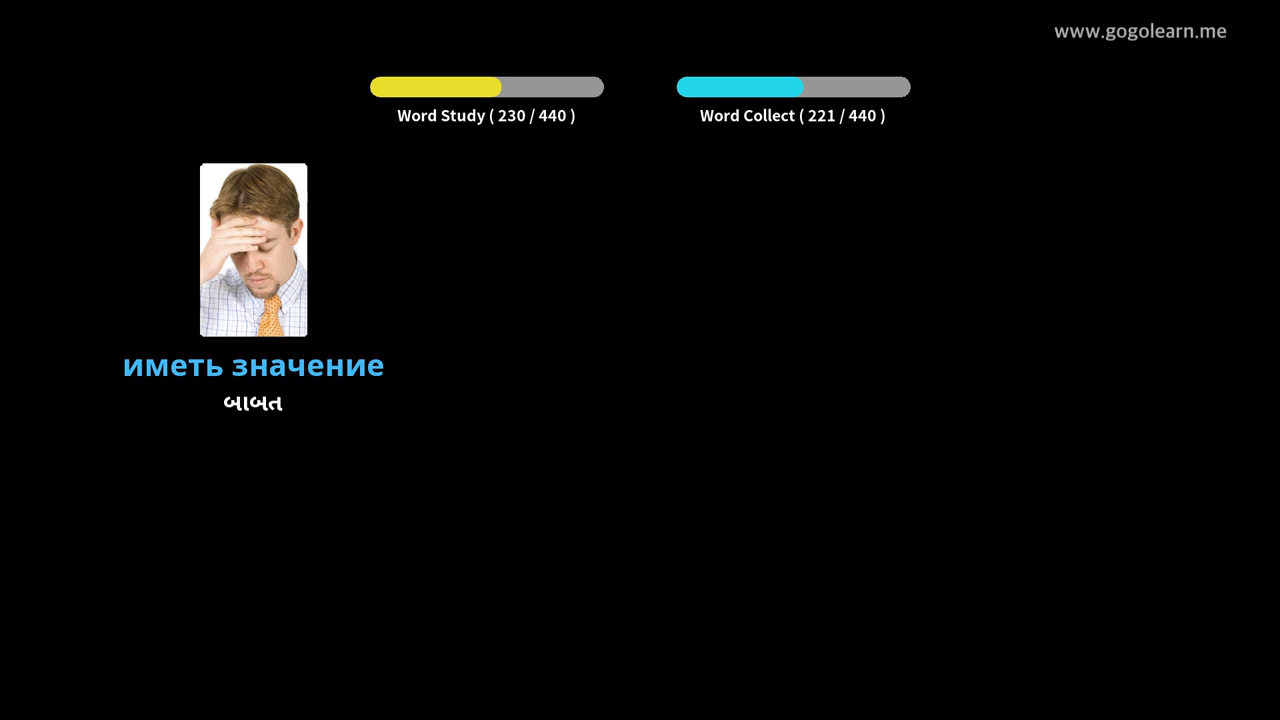 www.gogolearn.me
Word Study ( 230 / 440 )
Word Collect ( 221 / 440 )
иметь значение
બાબત